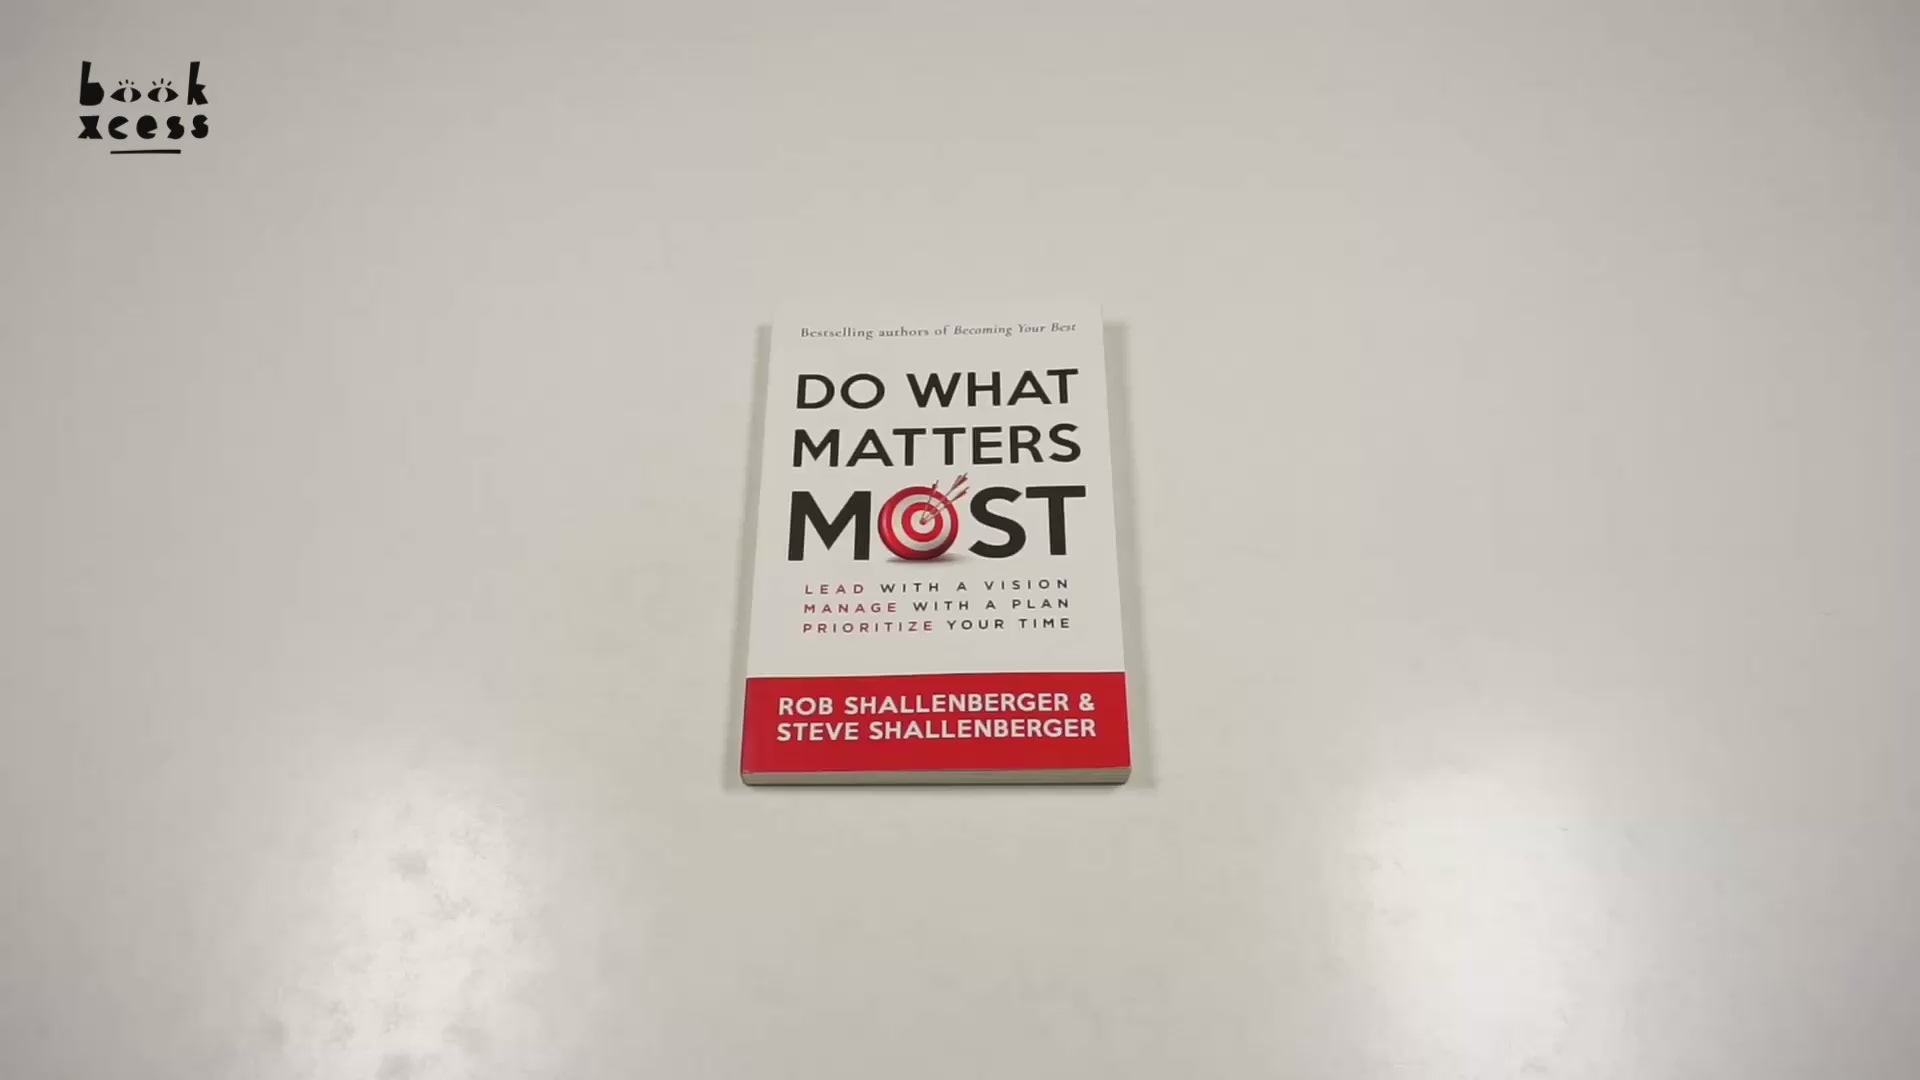 book
xcess
Bestselling authors of Becoming Your Best
DO WHAT
MATTERS
MOST
LEAD WITH A VISION
MANAGE WITH A PLAN
PRIORITIZE YOUR TIME
ROB SHALLENBERGER &
STEVE SHALLENBERGER